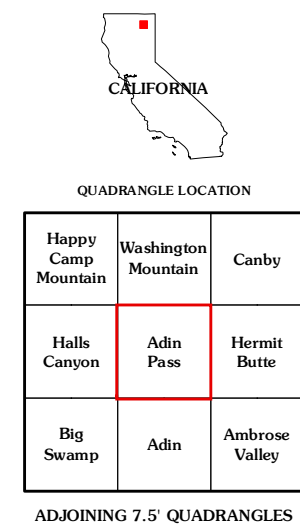 CALIFORNIA
QUADRANGLE LOCATION
Happy
Camp
Mountain
Washington
Mountain
Canby
Halls
Canyon
Adin
Pass
Hermit
Butte
Big
Swamp
Adin
Ambrose
Valley
ADJOINING 7.5' QUADRANGLES